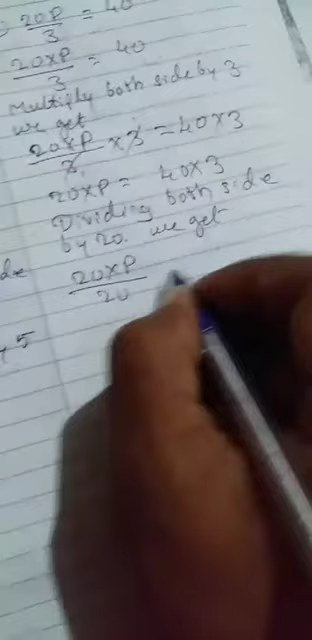 20P/3 = 40
20×P/3 = 40
Multiply both side by 3
we get
20×P/3 × 3 = 40×3
20×P = 40×3
Dividing both side
by 20. we get
20×P/20
5